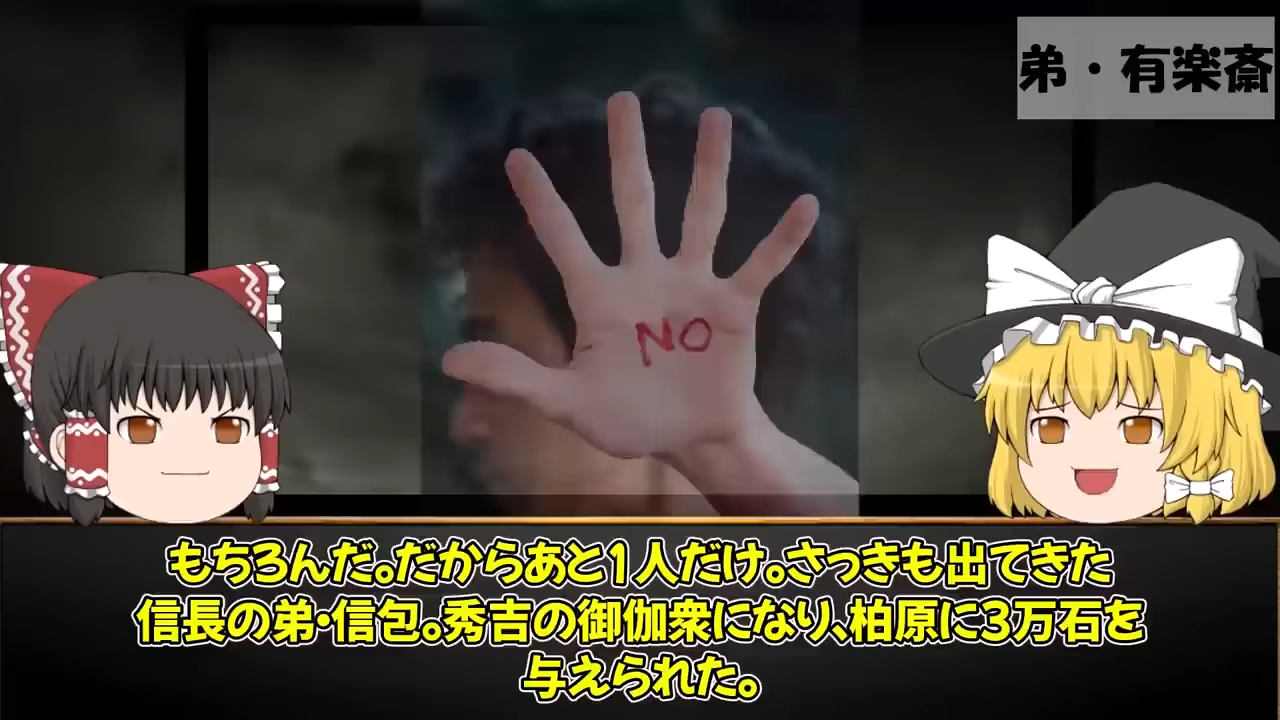 弟・有楽斎
NO
もちろんだ。だからあと1人だけ。さっきも出てきた
信長の弟・信包。秀吉の御伽衆になり、柏原に3万石を
与えられた。